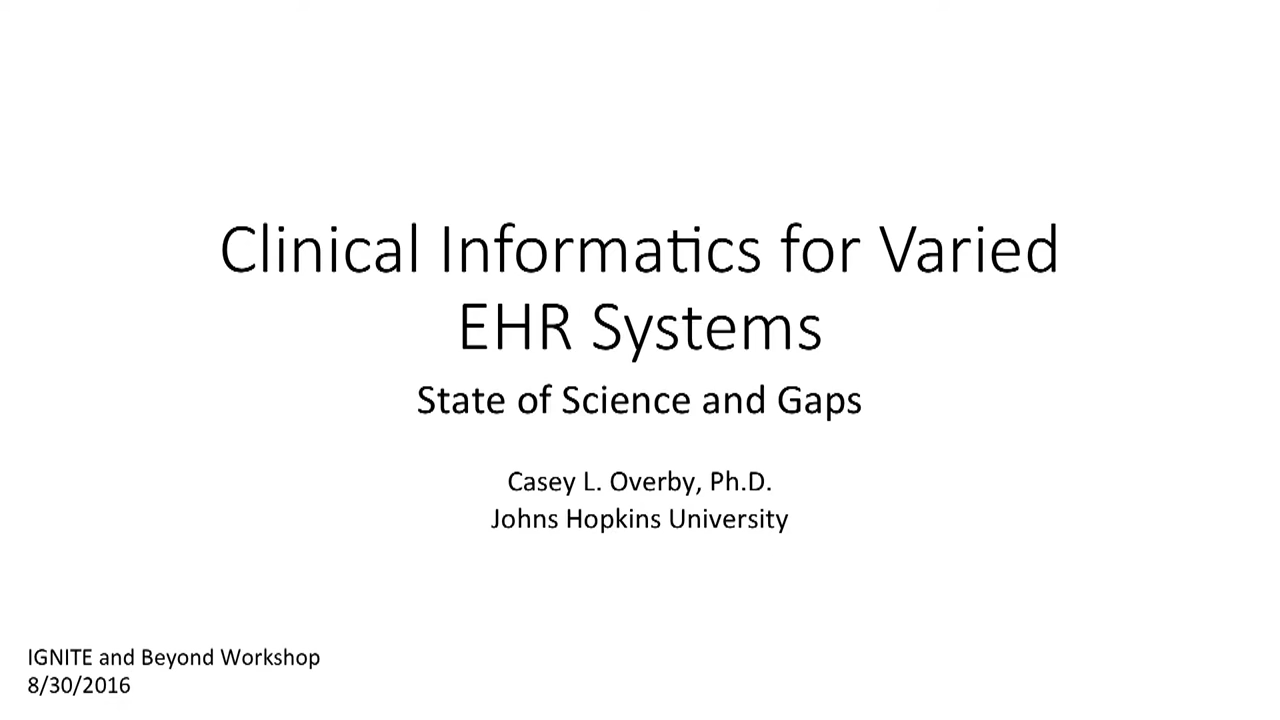 Clinical Informatics for Varied
EHR Systems
State of Science and Gaps
Casey L. Overby, Ph.D.
Johns Hopkins University
IGNITE and Beyond Workshop
8/30/2016